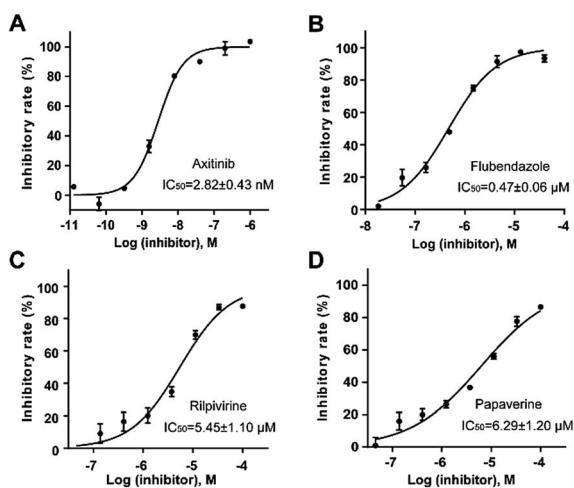 A
Inhibitory rate (%)
100
80
60
40
20
0
Axitinib
IC50=2.82±0.43 nM
-11 -10 -9 -8 -7 -6 -5
Log (inhibitor), M
B
Inhibitory rate (%)
100
80
60
40
20
0
Flubendazole
IC50=0.47±0.06 μM
-8 -7 -6 -5 -4
Log (inhibitor), M
C
Inhibitory rate (%)
100
80
60
40
20
0
Rilpivirine
IC50=5.45±1.10 μM
-7 -6 -5 -4 -3
Log (inhibitor), M
D
Inhibitory rate (%)
100
80
60
40
20
0
Papaverine
IC50=6.29±1.20 μM
-7 -6 -5 -4 -3
Log (inhibitor), M